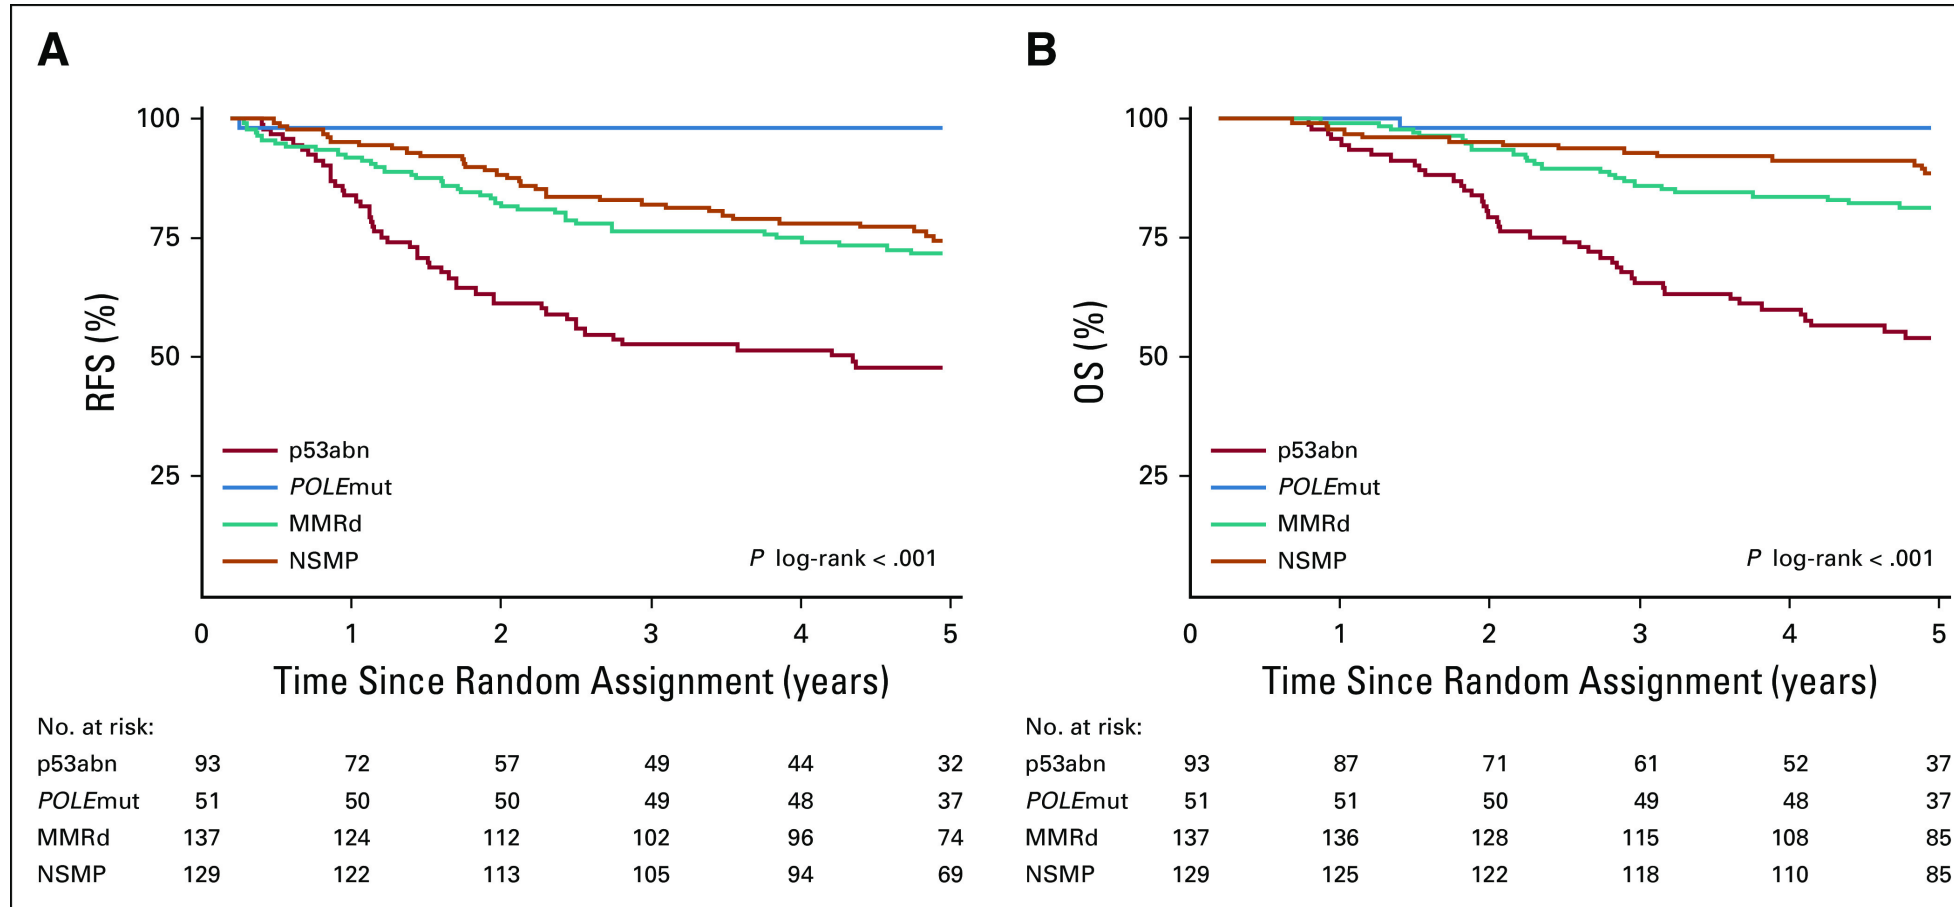 A
100
75
50
25
RFS (%)
p53abn
POLEmut
MMRd
NSMP
P log-rank < .001
0 1 2 3 4 5
Time Since Random Assignment (years)
No. at risk:
p53abn 93 72 57 49 44 32
POLEmut 51 50 50 49 48 37
MMRd 137 124 112 102 96 74
NSMP 129 122 113 105 94 69
B
100
75
50
25
OS (%)
p53abn
POLEmut
MMRd
NSMP
P log-rank < .001
0 1 2 3 4 5
Time Since Random Assignment (years)
No. at risk:
p53abn 93 87 71 61 52 37
POLEmut 51 51 50 49 48 37
MMRd 137 136 128 115 108 85
NSMP 129 125 122 118 110 85